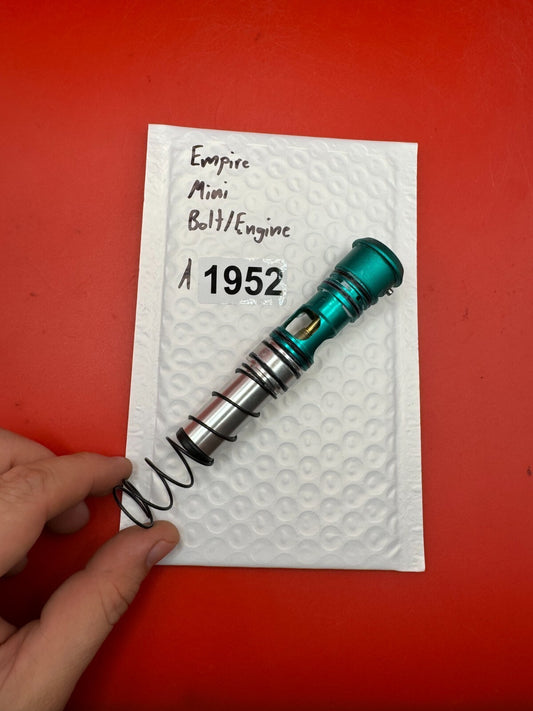 Empire
Mini
Bolt/Engine
A 1952